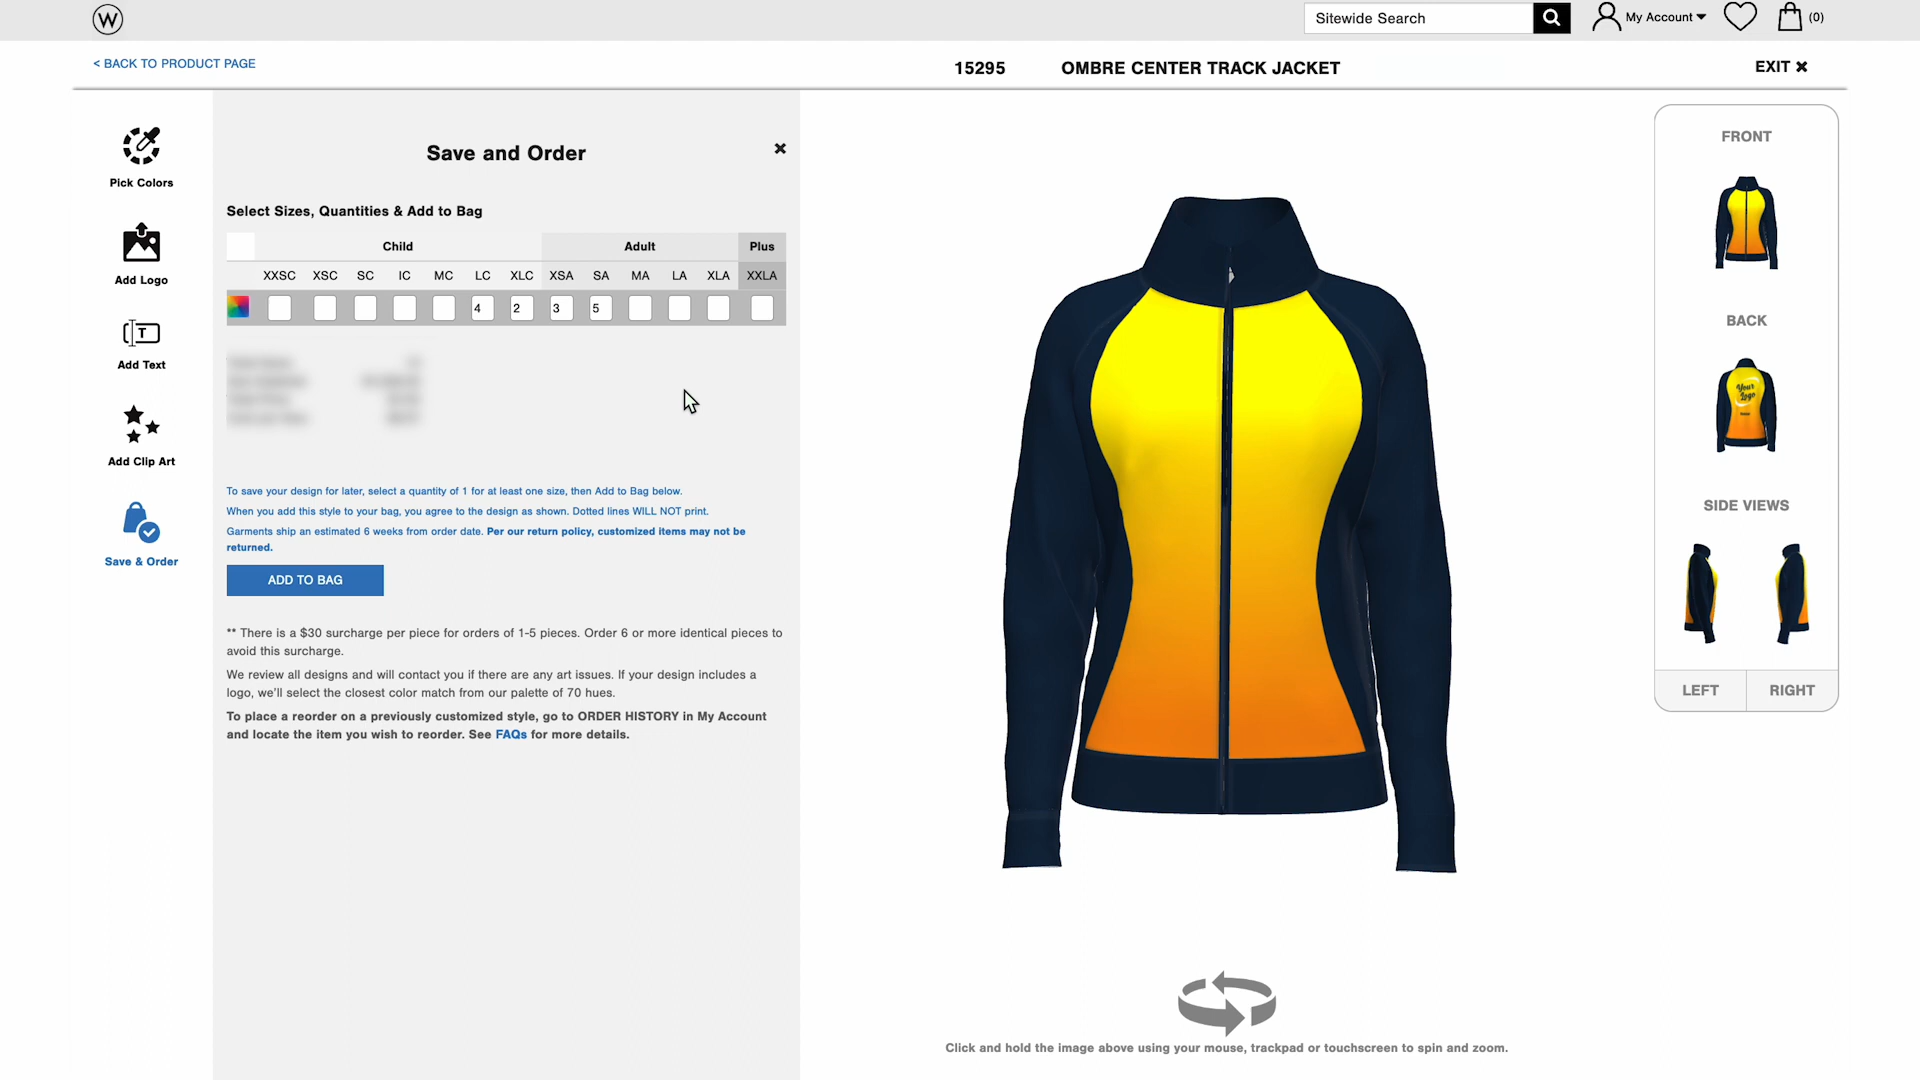 W
Sitewide Search
My Account
(0)
< BACK TO PRODUCT PAGE
15295 OMBRE CENTER TRACK JACKET
EXIT ✖
Pick Colors
Add Logo
T
Add Text
Add Clip Art
Save & Order
Save and Order
✖
Select Sizes, Quantities & Add to Bag
Child Adult Plus
XXSC XSC SC IC MC LC XLC XSA SA MA LA XLA XXLA
4 2 3 5
To save your design for later, select a quantity of 1 for at least one size, then Add to Bag below.
When you add this style to your bag, you agree to the design as shown. Dotted lines WILL NOT print.
Garments ship an estimated 6 weeks from order date. Per our return policy, customized items may not be
returned.
ADD TO BAG
** There is a $30 surcharge per piece for orders of 1-5 pieces. Order 6 or more identical pieces to
avoid this surcharge.
We review all designs and will contact you if there are any art issues. If your design includes a
logo, we'll select the closest color match from our palette of 70 hues.
To place a reorder on a previously customized style, go to ORDER HISTORY in My Account
and locate the item you wish to reorder. See FAQs for more details.
Click and hold the image above using your mouse, trackpad or touchscreen to spin and zoom.
FRONT
BACK
Your
Logo
SIDE VIEWS
LEFT RIGHT